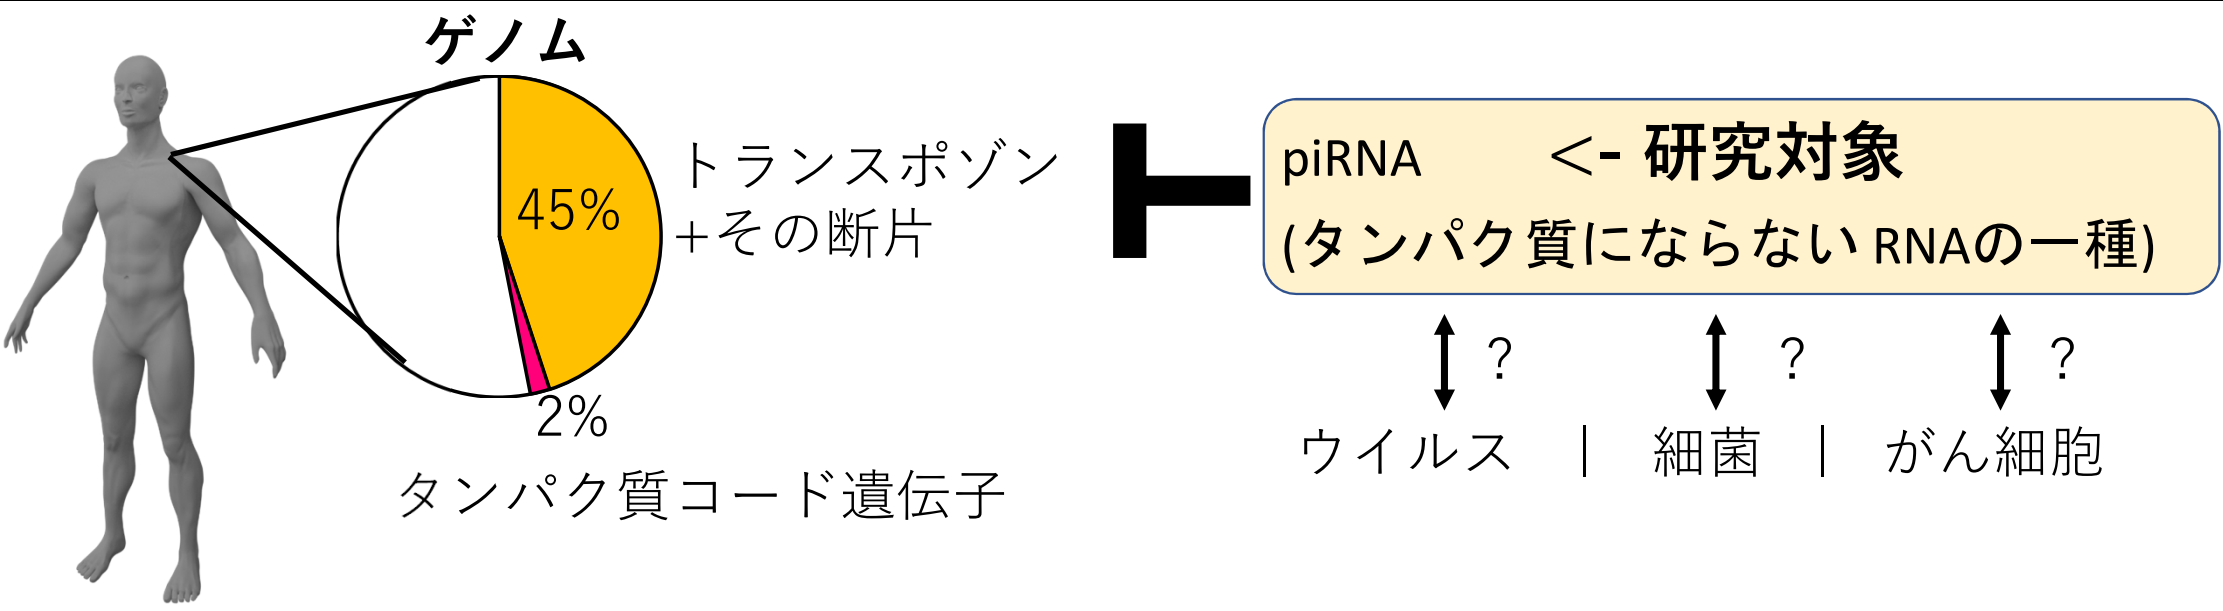 ゲノム
45%
トランスポゾン
+その断片
2%
タンパク質コード遺伝子
piRNA <- 研究対象
(タンパク質にならないRNAの一種)
? ? ?
ウイルス | 細菌 | がん細胞